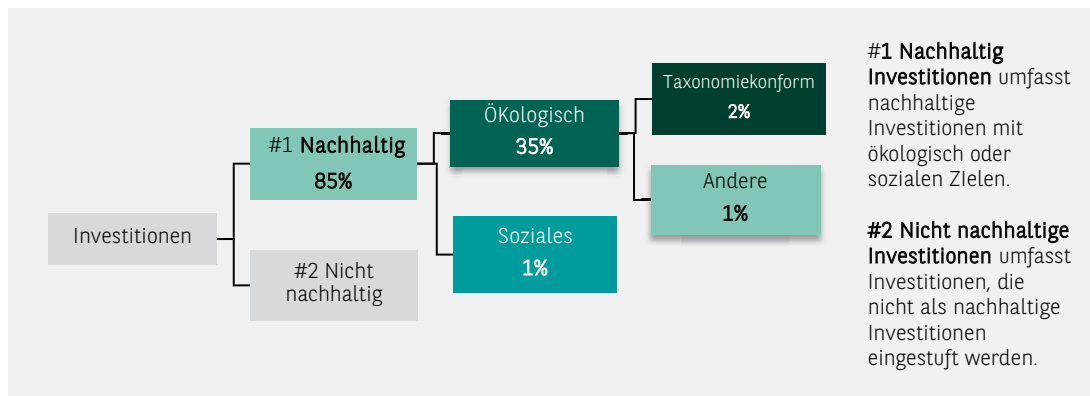 Investitionen
#1 Nachhaltig
85%
#2 Nicht
nachhaltig
ÖKologisch
35%
Soziales
1%
Taxonomiekonform
2%
Andere
1%
#1 Nachhaltig
Investitionen umfasst
nachhaltige
Investitionen mit
ökologisch oder
sozialen ZIelen.
#2 Nicht nachhaltige
Investitionen umfasst
Investitionen, die
nicht als nachhaltige
Investitionen
eingestuft werden.